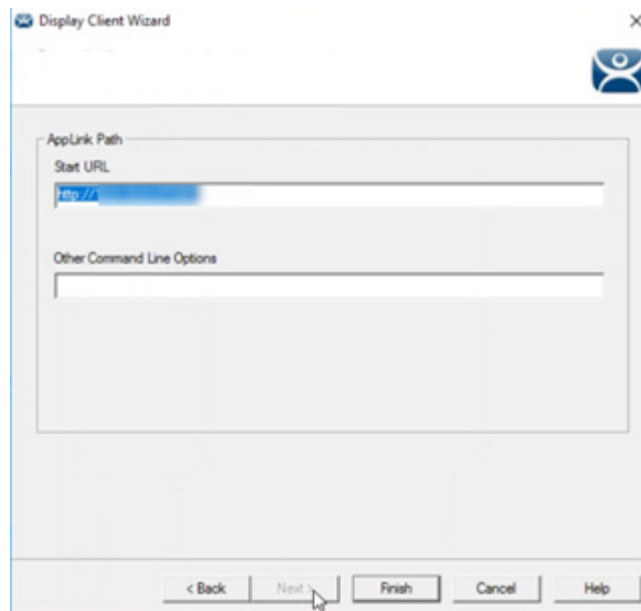 Display Client Wizard
AppLink Path
Start URL
http://
Other Command Line Options
< Back Next > Finish Cancel Help